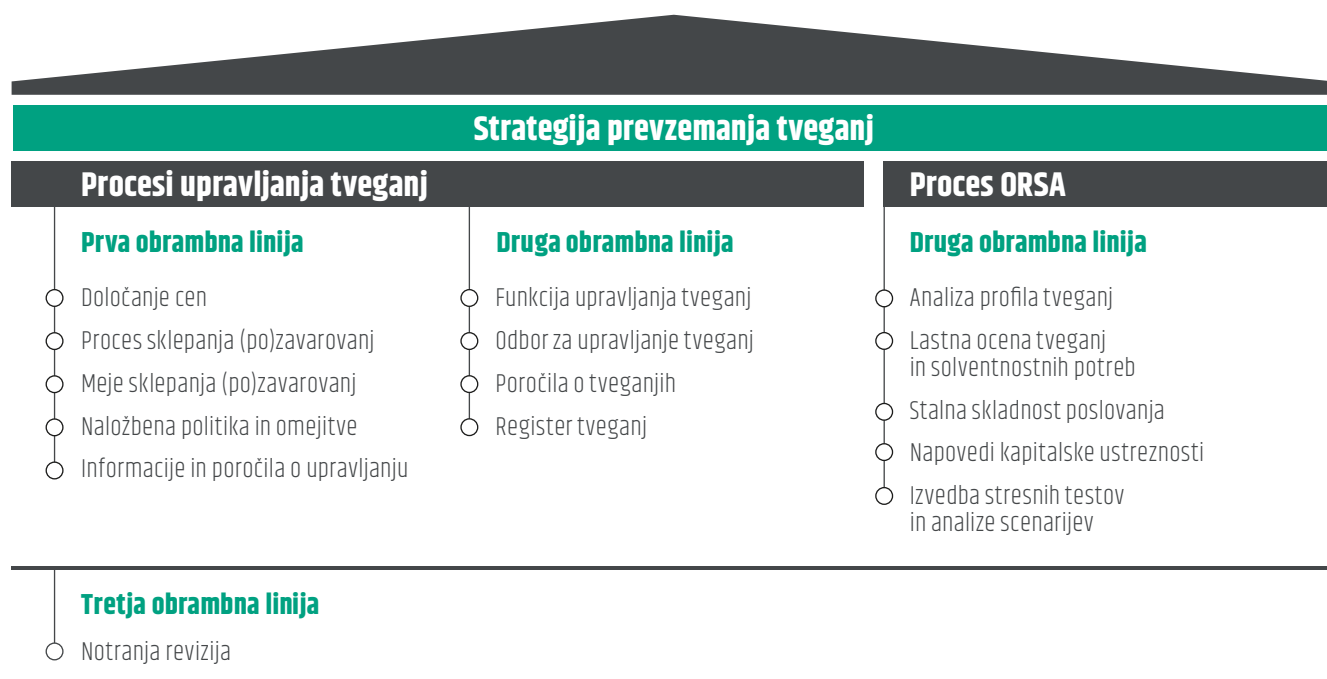 Strategija prevzemanja tveganj
Procesi upravljanja tveganj
Prva obrambna linija
Določanje cen
Proces sklepanja (po)zavarovanj
Meje sklepanja (po)zavarovanj
Naložbena politika in omejitve
Informacije in poročila o upravljanju
Druga obrambna linija
Funkcija upravljanja tveganj
Odbor za upravljanje tveganj
Poročila o tveganjih
Register tveganj
Proces ORSA
Druga obrambna linija
Analiza profila tveganj
Lastna ocena tveganj
in solventnostnih potreb
Stalna skladnost poslovanja
Napovedi kapitalske ustreznosti
Izvedba stresnih testov
in analize scenarijev
Tretja obrambna linija
Notranja revizija